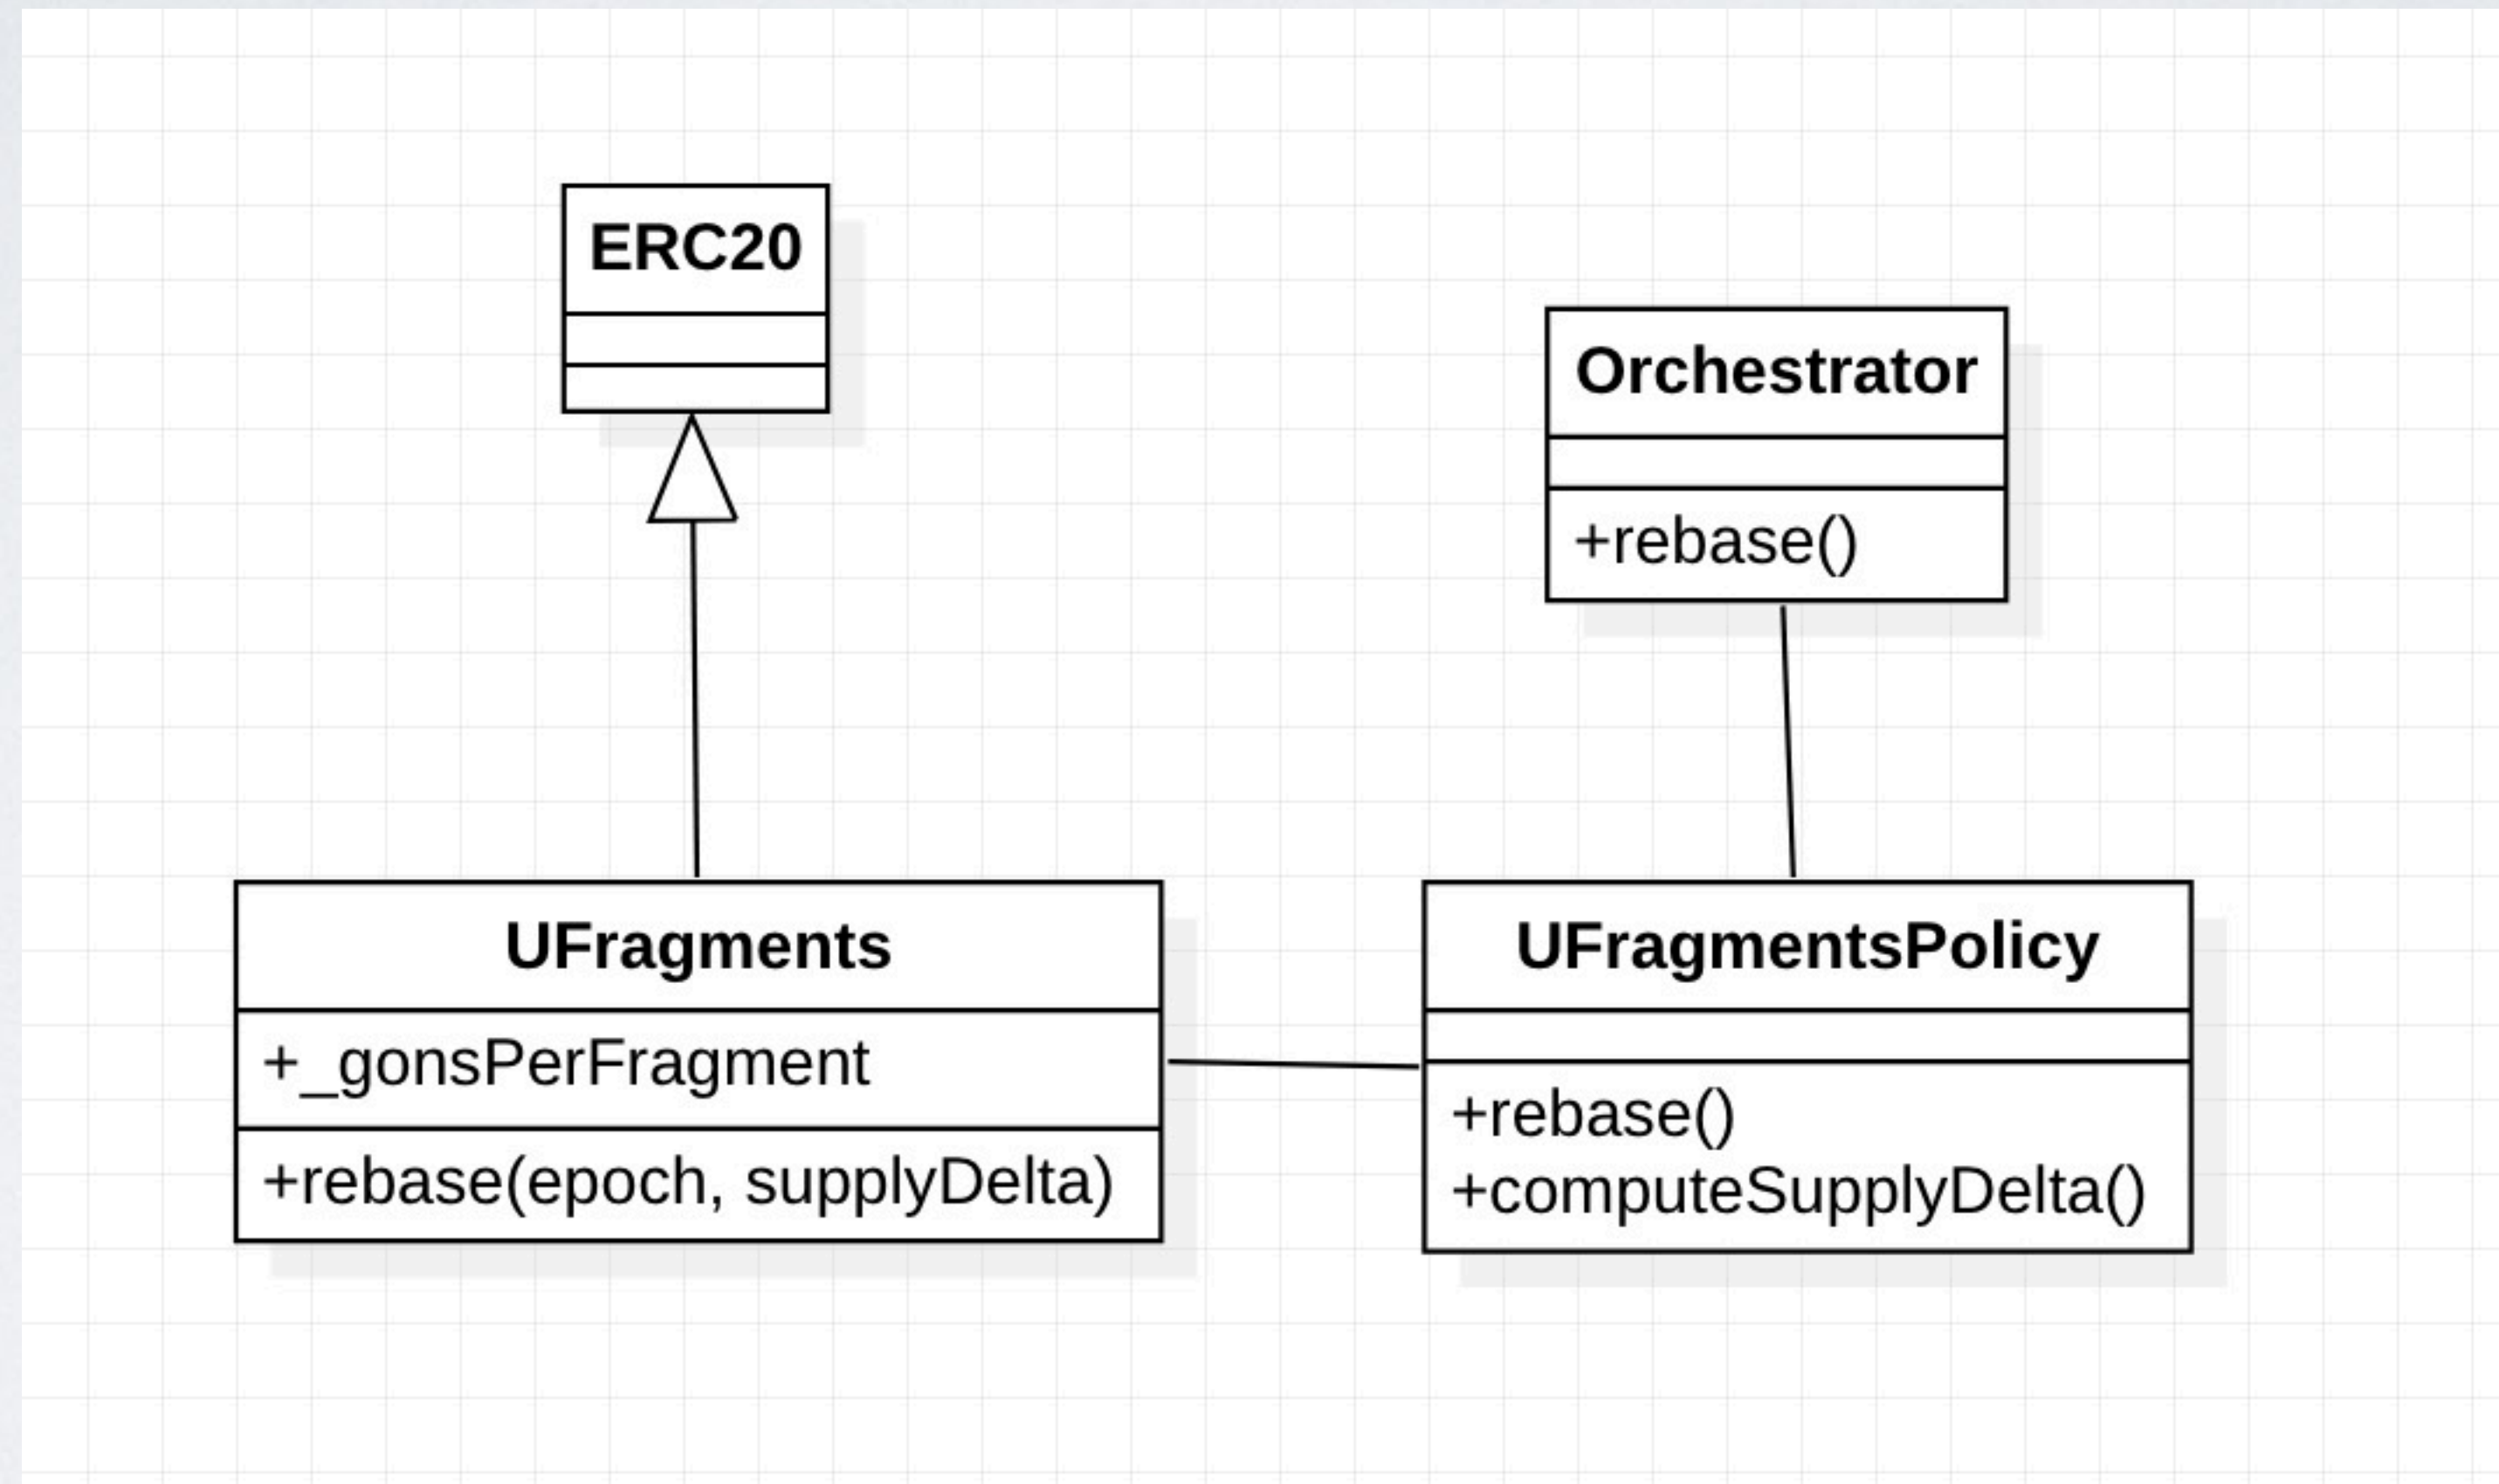 ERC20
Orchestrator
+rebase()
UFragments
+_gonsPerFragment
+rebase(epoch, supplyDelta)
UFragmentsPolicy
+rebase()
+computeSupplyDelta()